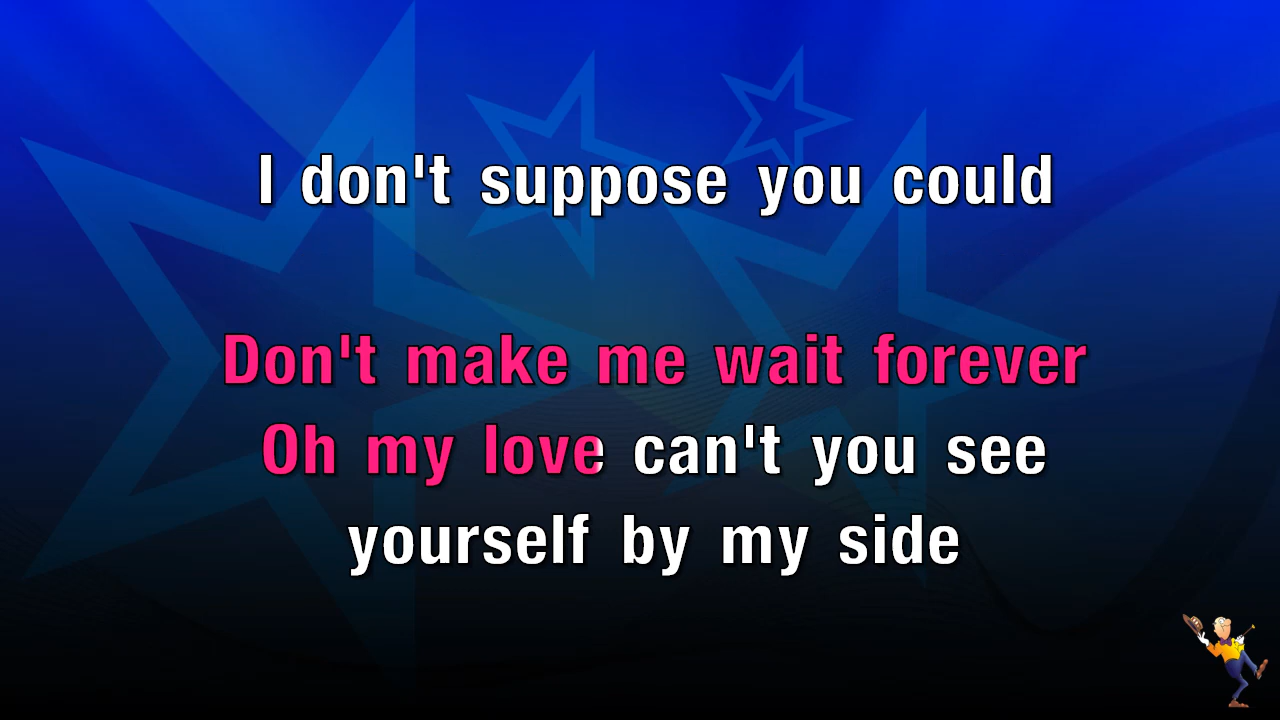 I don't suppose you could
Don't make me wait forever
Oh my love can't you see
yourself by my side